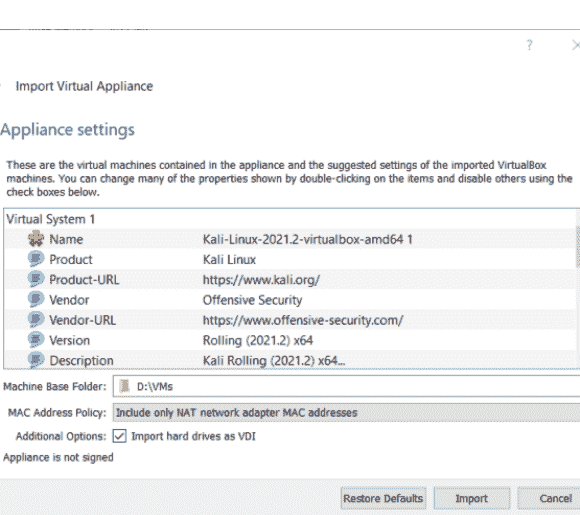 ?
Import Virtual Appliance
Appliance settings
These are the virtual machines contained in the appliance and the suggested settings of the imported VirtualBox
machines. You can change many of the properties shown by double-clicking on the items and disable others using the
check boxes below.
Virtual System 1
Name Kali-Linux-2021.2-virtualbox-amd64 1
Product Kali Linux
Product-URL https://www.kali.org/
Vendor Offensive Security
Vendor-URL https://www.offensive-security.com/
Version Rolling (2021.2) x64
Description Kali Rolling (2021.2) x64...
Machine Base Folder: D:\VMs
MAC Address Policy: Include only NAT network adapter MAC addresses
Additional Options: Import hard drives as VDI
Appliance is not signed
Restore Defaults Import Cancel